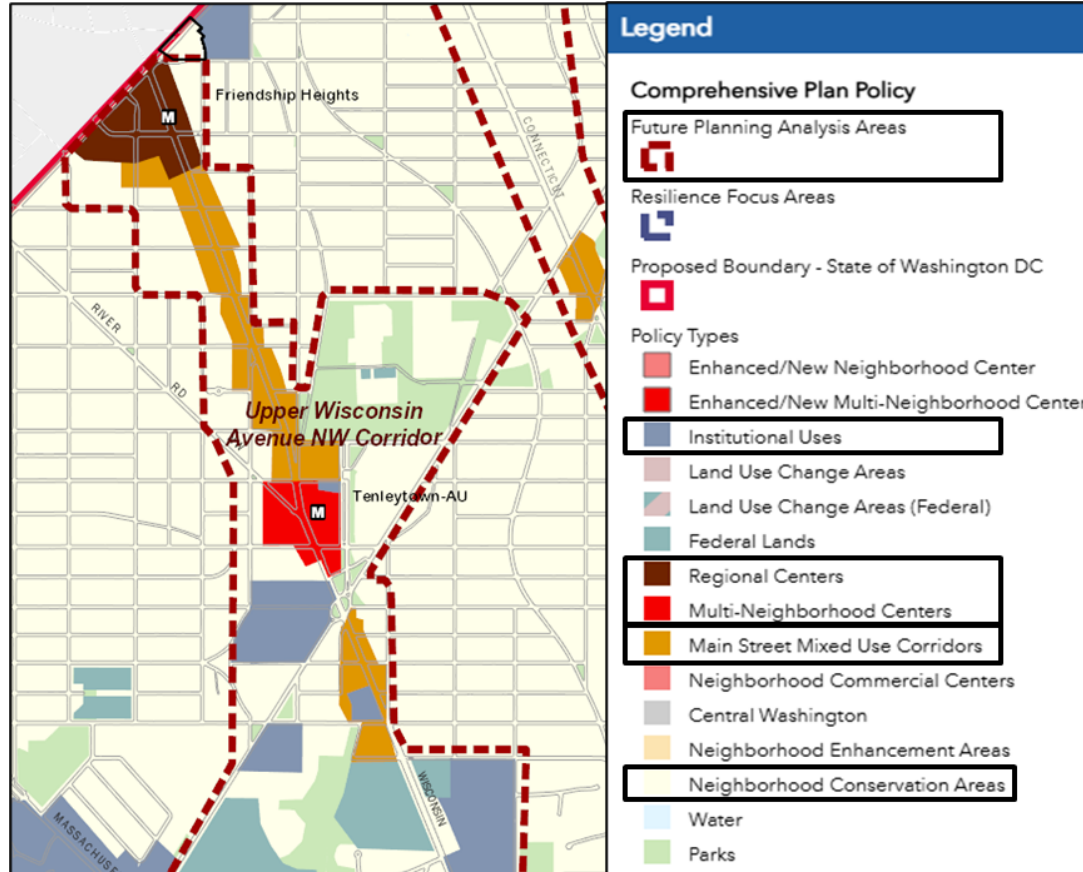 Friendship Heights
M
CONNECTICUT
RIVER
RD
Upper Wisconsin
Avenue NW Corridor
Tenleytown-AU
M
WISCONSIN
MASSACHUSE
Legend
Comprehensive Plan Policy
Future Planning Analysis Areas
Resilience Focus Areas
Proposed Boundary - State of Washington DC
Policy Types
Enhanced/New Neighborhood Center
Enhanced/New Multi-Neighborhood Center
Institutional Uses
Land Use Change Areas
Land Use Change Areas (Federal)
Federal Lands
Regional Centers
Multi-Neighborhood Centers
Main Street Mixed Use Corridors
Neighborhood Commercial Centers
Central Washington
Neighborhood Enhancement Areas
Neighborhood Conservation Areas
Water
Parks